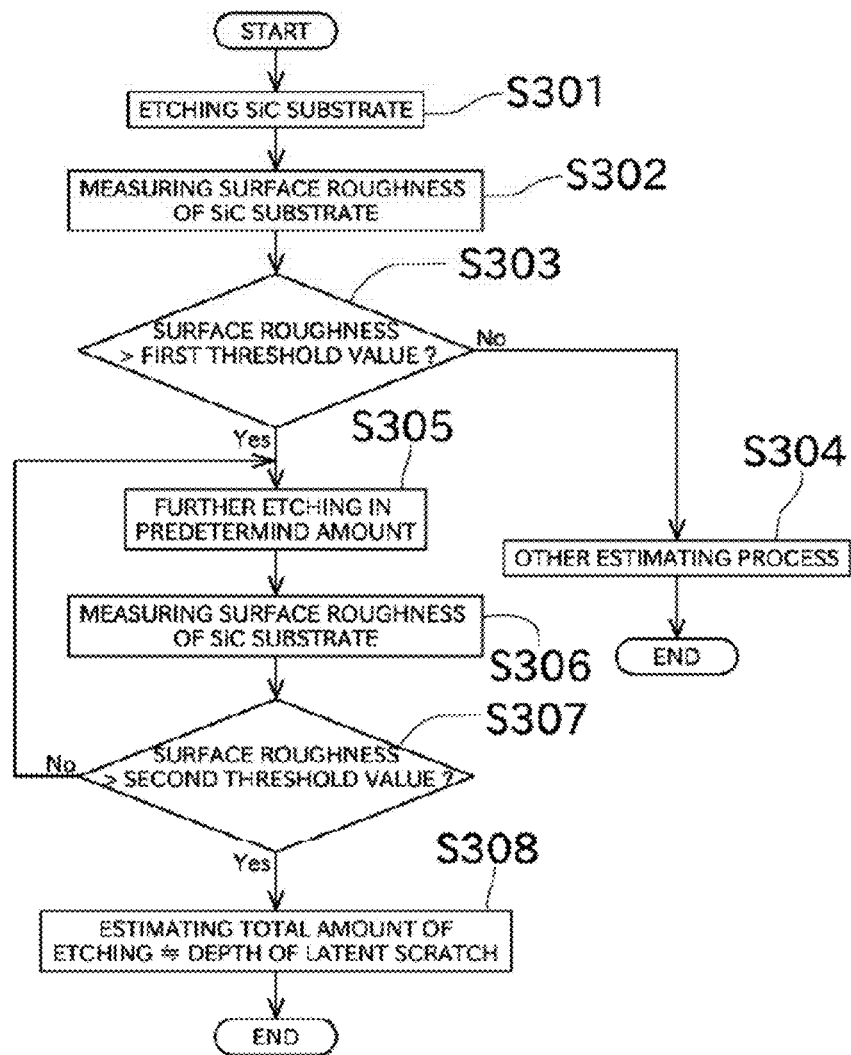 START
ETCHING SiC SUBSTRATE
S301
MEASURING SURFACE ROUGHNESS
OF SiC SUBSTRATE
S302
S303
SURFACE ROUGHNESS
> FIRST THRESHOLD VALUE ?
No
Yes
S305
FURTHER ETCHING IN
PREDETERMIND AMOUNT
S304
OTHER ESTIMATING PROCESS
END
MEASURING SURFACE ROUGHNESS
OF SiC SUBSTRATE
S306
S307
SURFACE ROUGHNESS
> SECOND THRESHOLD VALUE ?
No
Yes
S308
ESTIMATING TOTAL AMOUNT OF
ETCHING ≒ DEPTH OF LATENT SCRATCH
END